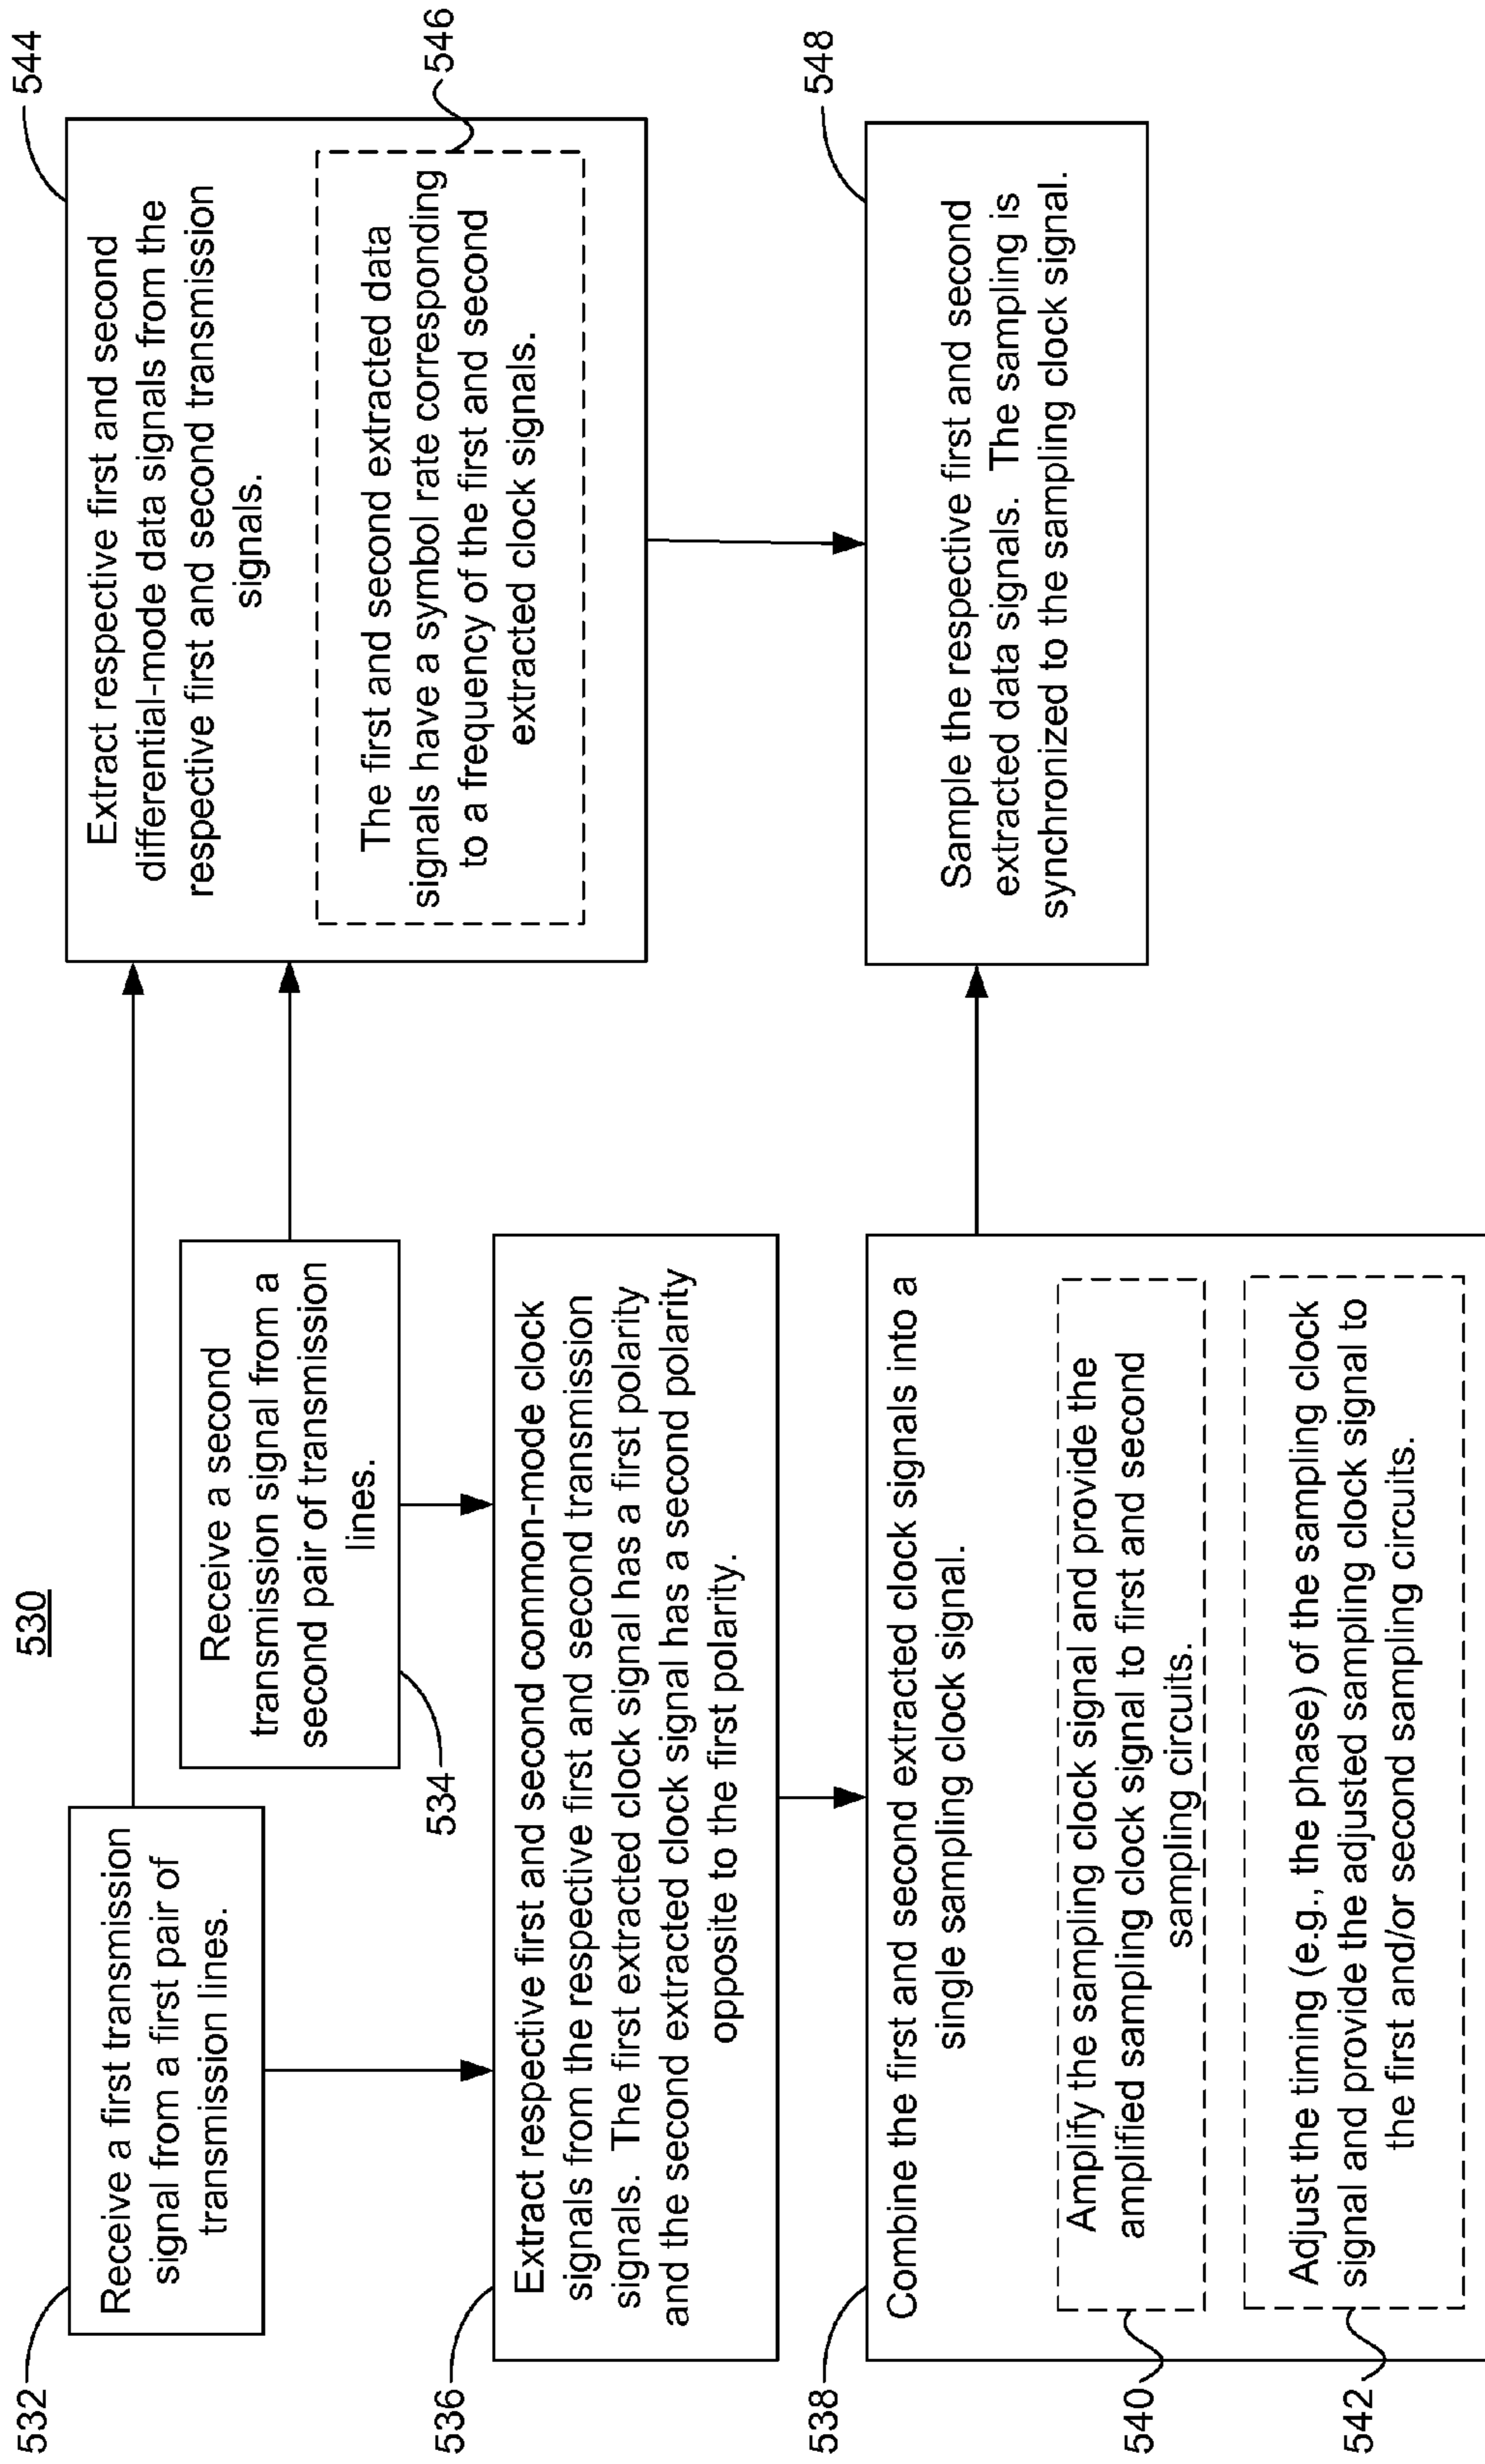 530
532
Receive a first transmission
signal from a first pair of
transmission lines.
Receive a second
transmission signal from a
second pair of transmission
lines.
534
536
Extract respective first and second common-mode clock
signals from the respective first and second transmission
signals.  The first extracted clock signal has a first polarity
and the second extracted clock signal has a second polarity
opposite to the first polarity.
538
Combine the first and second extracted clock signals into a
single sampling clock signal.
540
Amplify the sampling clock signal and provide the
amplified sampling clock signal to first and second
sampling circuits.
542
Adjust the timing (e.g., the phase) of the sampling clock
signal and provide the adjusted sampling clock signal to
the first and/or second sampling circuits.
544
Extract respective first and second
differential-mode data signals from the
respective first and second transmission
signals.
546
The first and second extracted data
signals have a symbol rate corresponding
to a frequency of the first and second
extracted clock signals.
548
Sample the respective first and second
extracted data signals.  The sampling is
synchronized to the sampling clock signal.